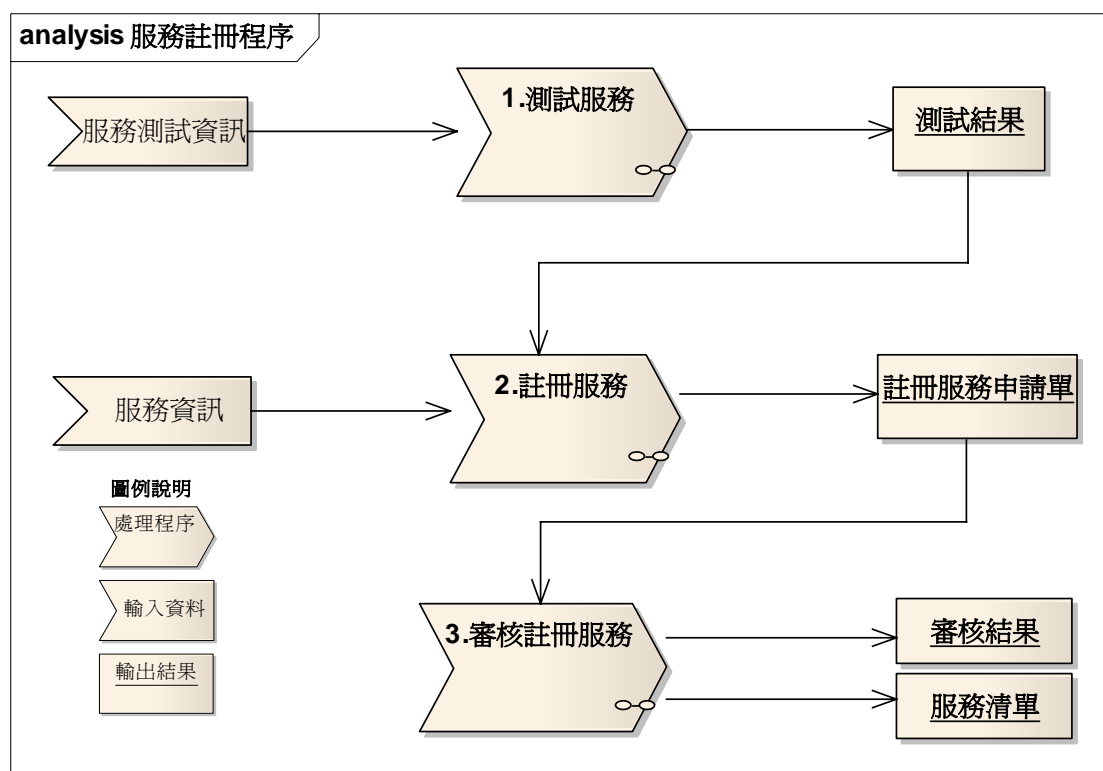 analysis 服務註冊程序
服務測試資訊
1.測試服務
測試結果
服務資訊
2.註冊服務
註冊服務申請單
圖例說明
處理程序
輸入資料
輸出結果
3.審核註冊服務
審核結果
服務清單